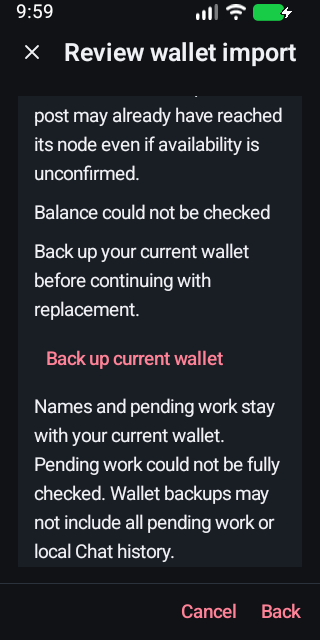 9:59
Review wallet import
post may already have reached
its node even if availability is
unconfirmed.
Balance could not be checked
Back up your current wallet
before continuing with
replacement.
Back up current wallet
Names and pending work stay
with your current wallet.
Pending work could not be fully
checked. Wallet backups may
not include all pending work or
local Chat history.
Cancel Back